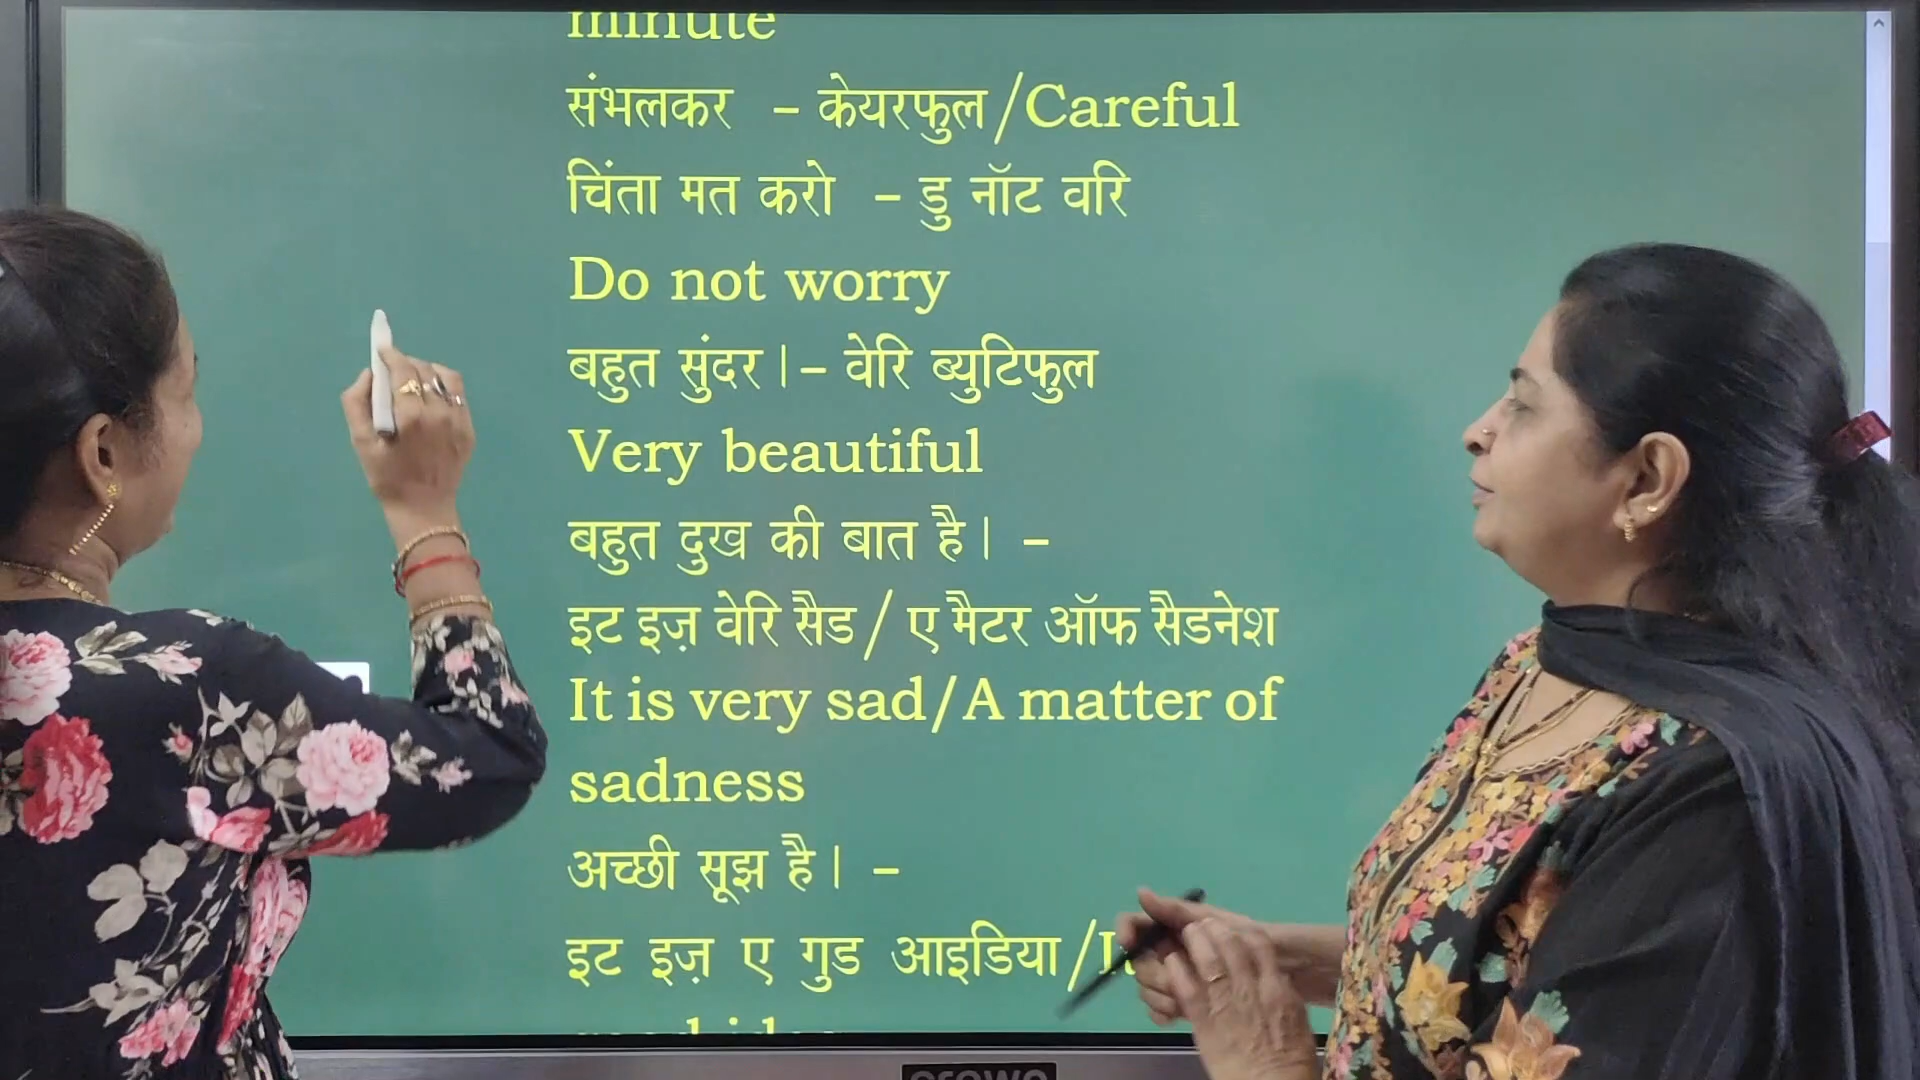 minute
संभलकर – केयरफुल/Careful
चिंता मत करो – डु नॉट वरि
Do not worry
बहुत सुंदर।– वेरि ब्युटिफुल
Very beautiful
बहुत दुख की बात है। –
इट इज़ वेरि सैड/ ए मैटर ऑफ सैडनेश
It is very sad/A matter of
sadness
अच्छी सूझ है। –
इट इज़ ए गुड आइडिया/